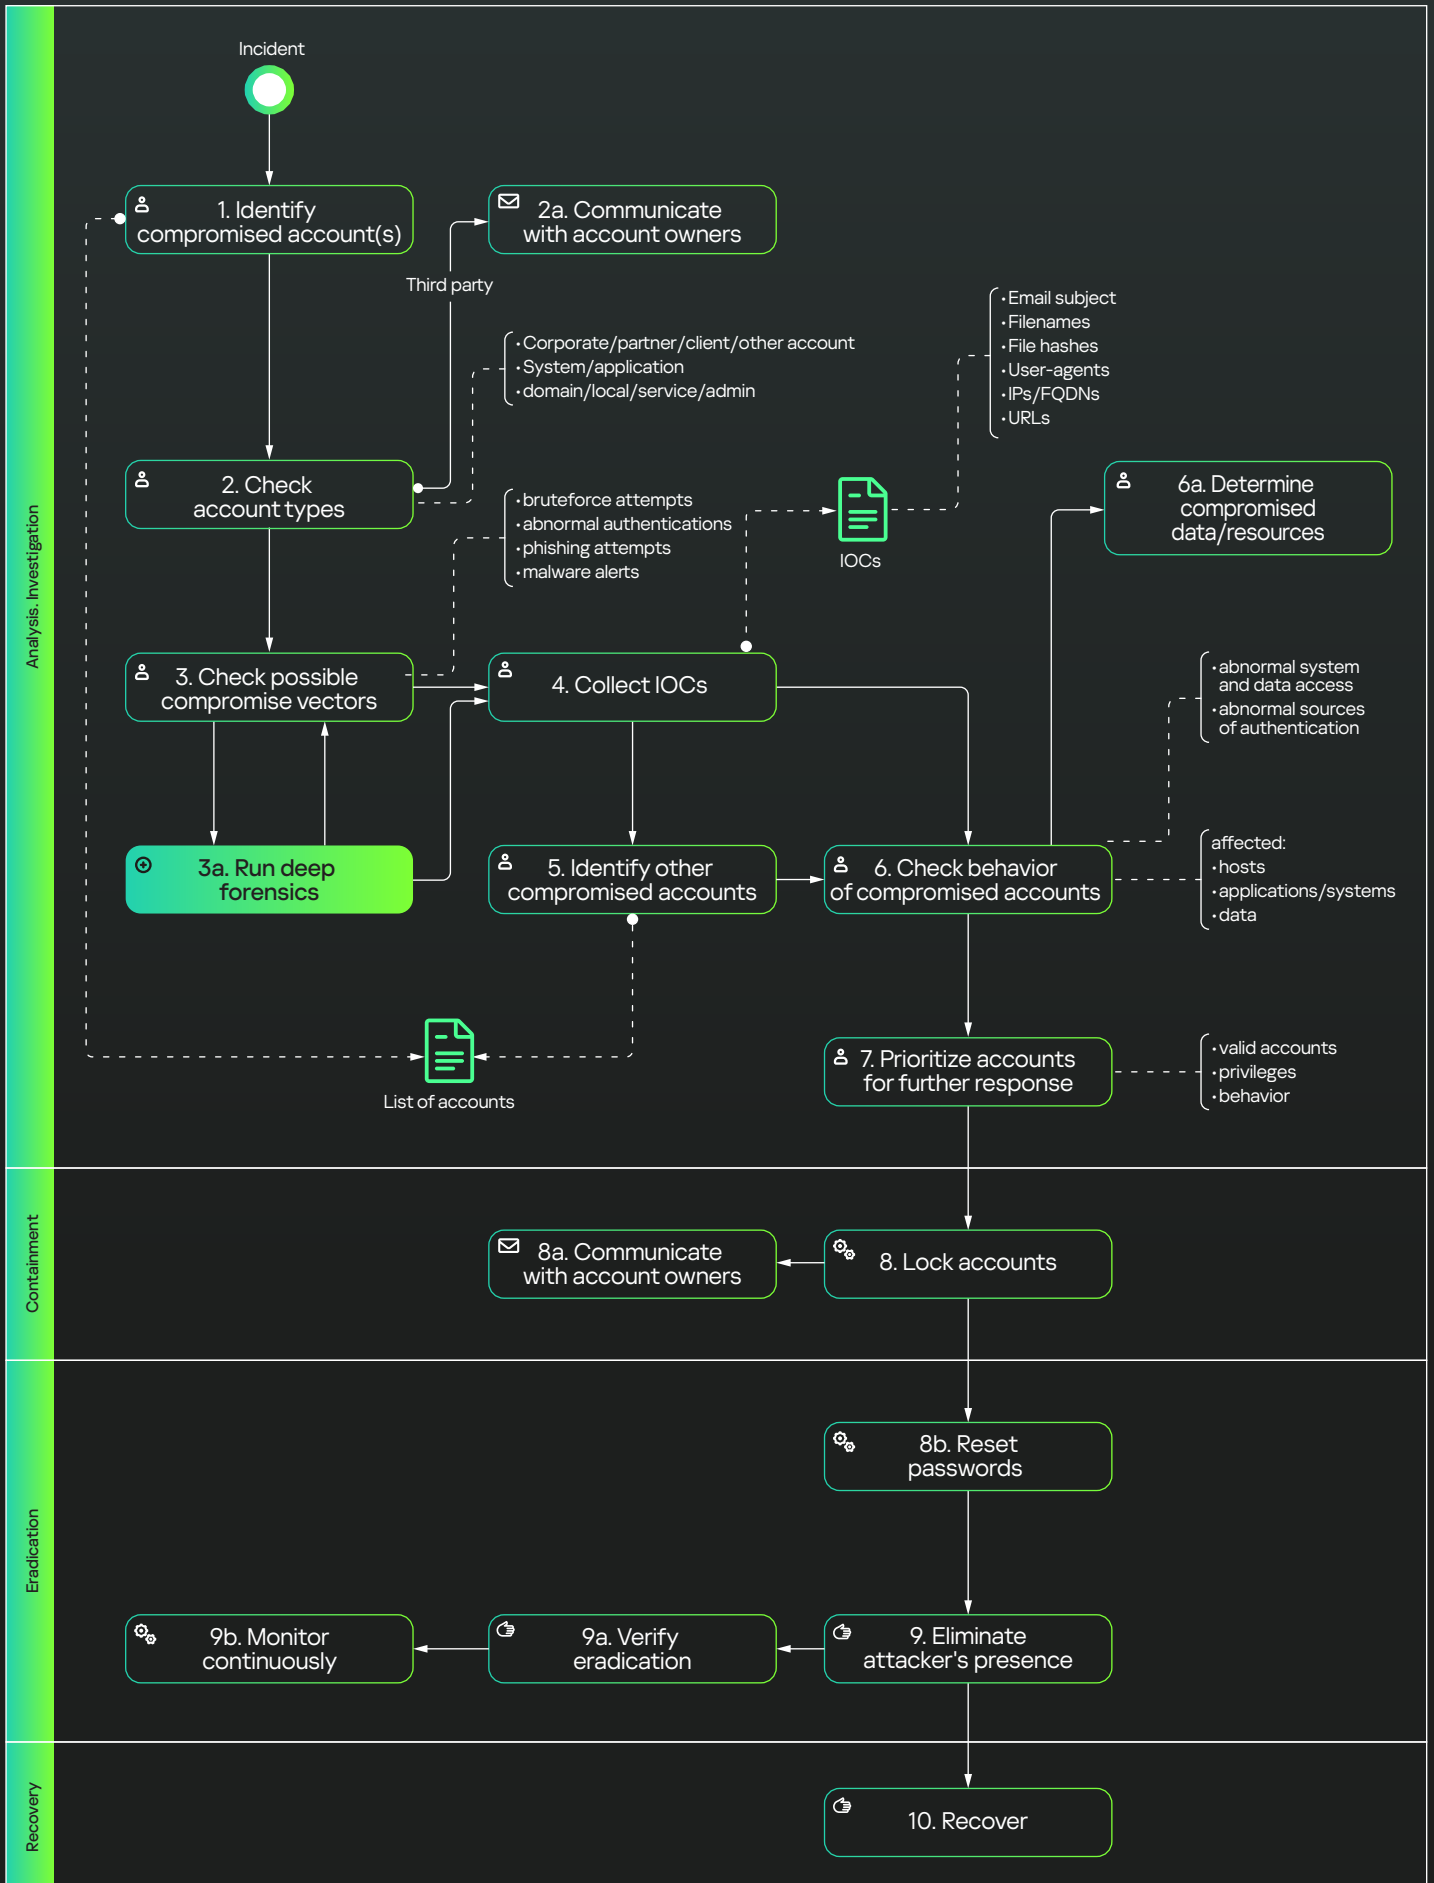 Incident
1. Identify
compromised account(s)
2a. Communicate
with account owners
Third party
·Corporate/partner/client/other account
·System/application
·domain/local/service/admin
·Email subject
·Filenames
·File hashes
·User-agents
·IPs/FQDNs
·URLs
2. Check
account types
·bruteforce attempts
·abnormal authentications
·phishing attempts
·malware alerts
IOCs
6a. Determine
compromised
data/resources
Analysis. Investigation
3. Check possible
compromise vectors
4. Collect IOCs
·abnormal system
and data access
·abnormal sources
of authentication
3a. Run deep
forensics
5. Identify other
compromised accounts
6. Check behavior
of compromised accounts
affected:
·hosts
·applications/systems
·data
List of accounts
7. Prioritize accounts
for further response
·valid accounts
·privileges
·behavior
Containment
8a. Communicate
with account owners
8. Lock accounts
Eradication
8b. Reset
passwords
9b. Monitor
continuously
9a. Verify
eradication
9. Eliminate
attacker's presence
Recovery
10. Recover